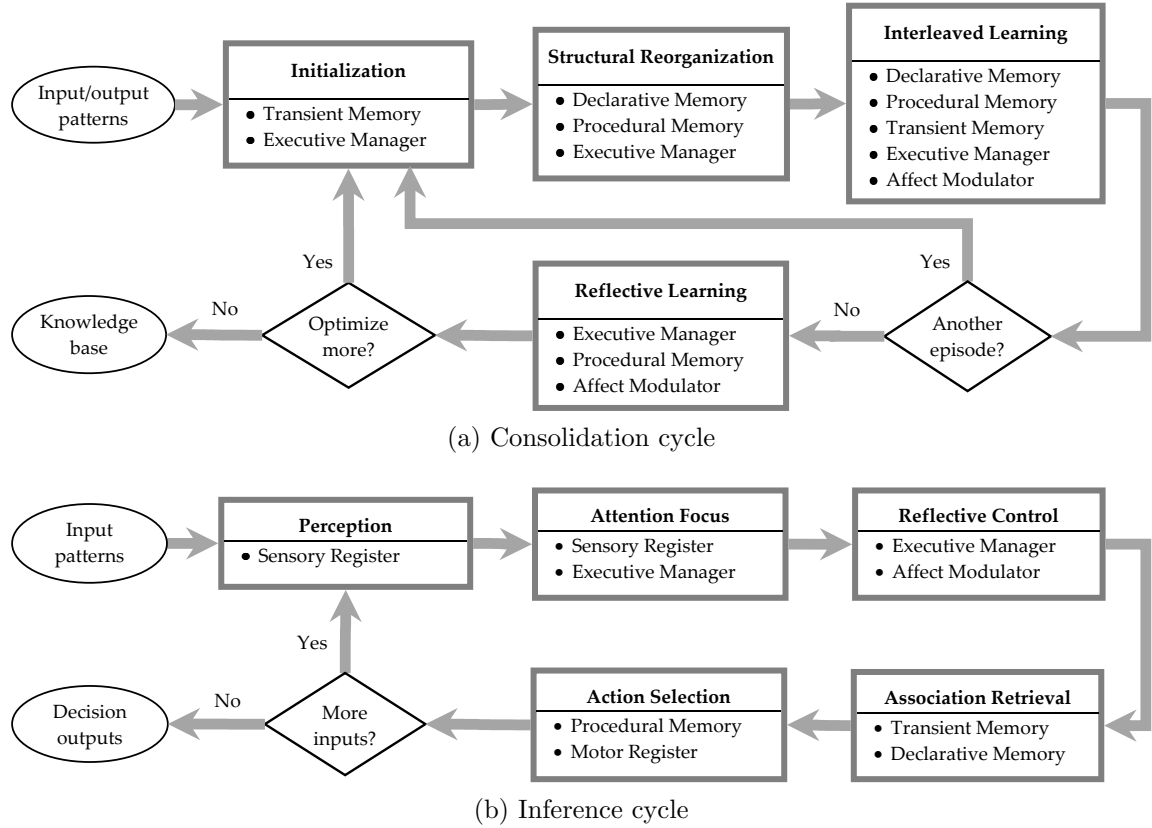 Input/output
patterns
Initialization
• Transient Memory
• Executive Manager
Structural Reorganization
• Declarative Memory
• Procedural Memory
• Executive Manager
Interleaved Learning
• Declarative Memory
• Procedural Memory
• Transient Memory
• Executive Manager
• Affect Modulator
Another
episode?
Yes
No
Reflective Learning
• Executive Manager
• Procedural Memory
• Affect Modulator
Optimize
more?
Yes
No
Knowledge
base
(a) Consolidation cycle
Input
patterns
Perception
• Sensory Register
Attention Focus
• Sensory Register
• Executive Manager
Reflective Control
• Executive Manager
• Affect Modulator
Association Retrieval
• Transient Memory
• Declarative Memory
Action Selection
• Procedural Memory
• Motor Register
More
inputs?
Yes
No
Decision
outputs
(b) Inference cycle